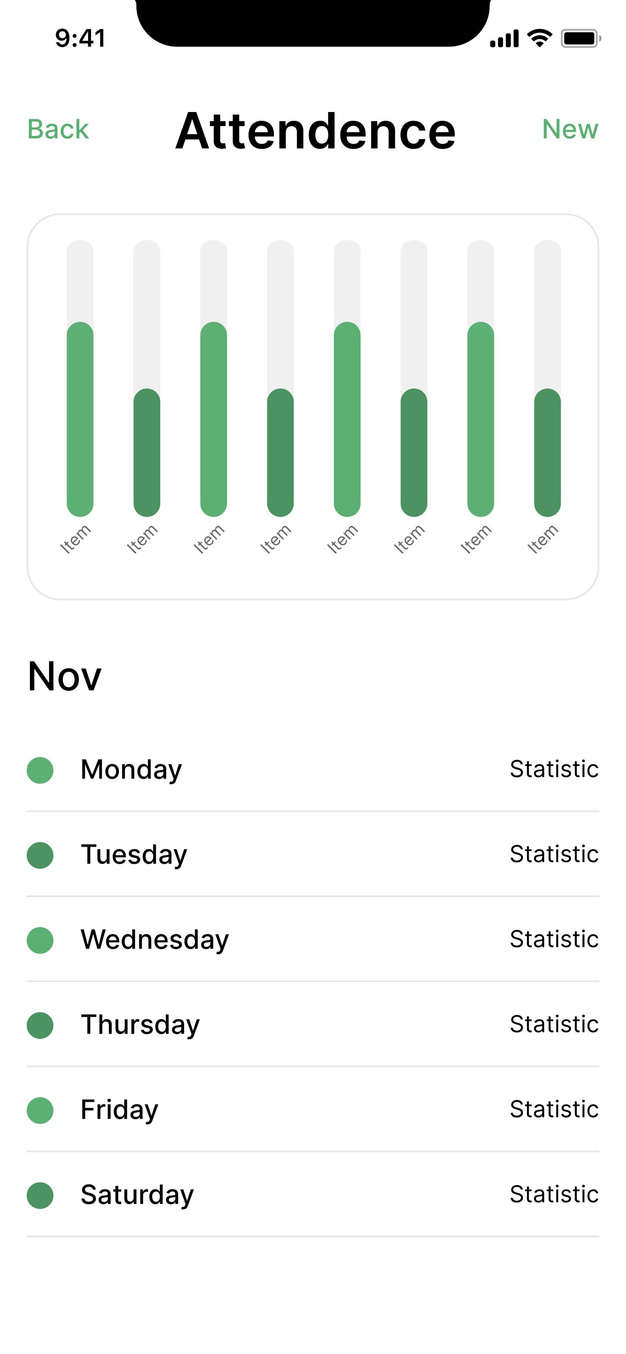 9:41
Back Attendence New
Item Item Item Item Item Item Item Item
Nov
Monday Statistic
Tuesday Statistic
Wednesday Statistic
Thursday Statistic
Friday Statistic
Saturday Statistic